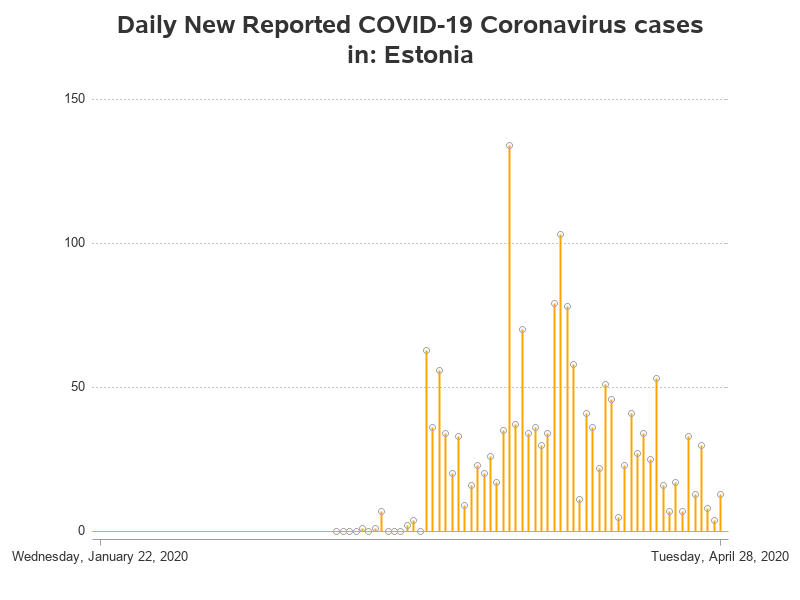 Daily New Reported COVID-19 Coronavirus cases
in: Estonia
150
100
50
0
Wednesday, January 22, 2020
Tuesday, April 28, 2020